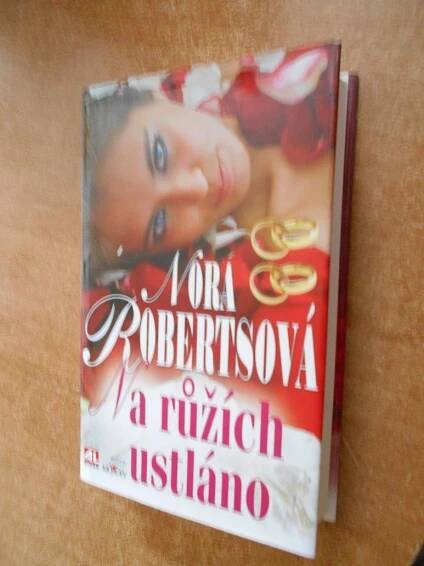 NORA
ROBERTSOVÁ
Na růžích
ustláno